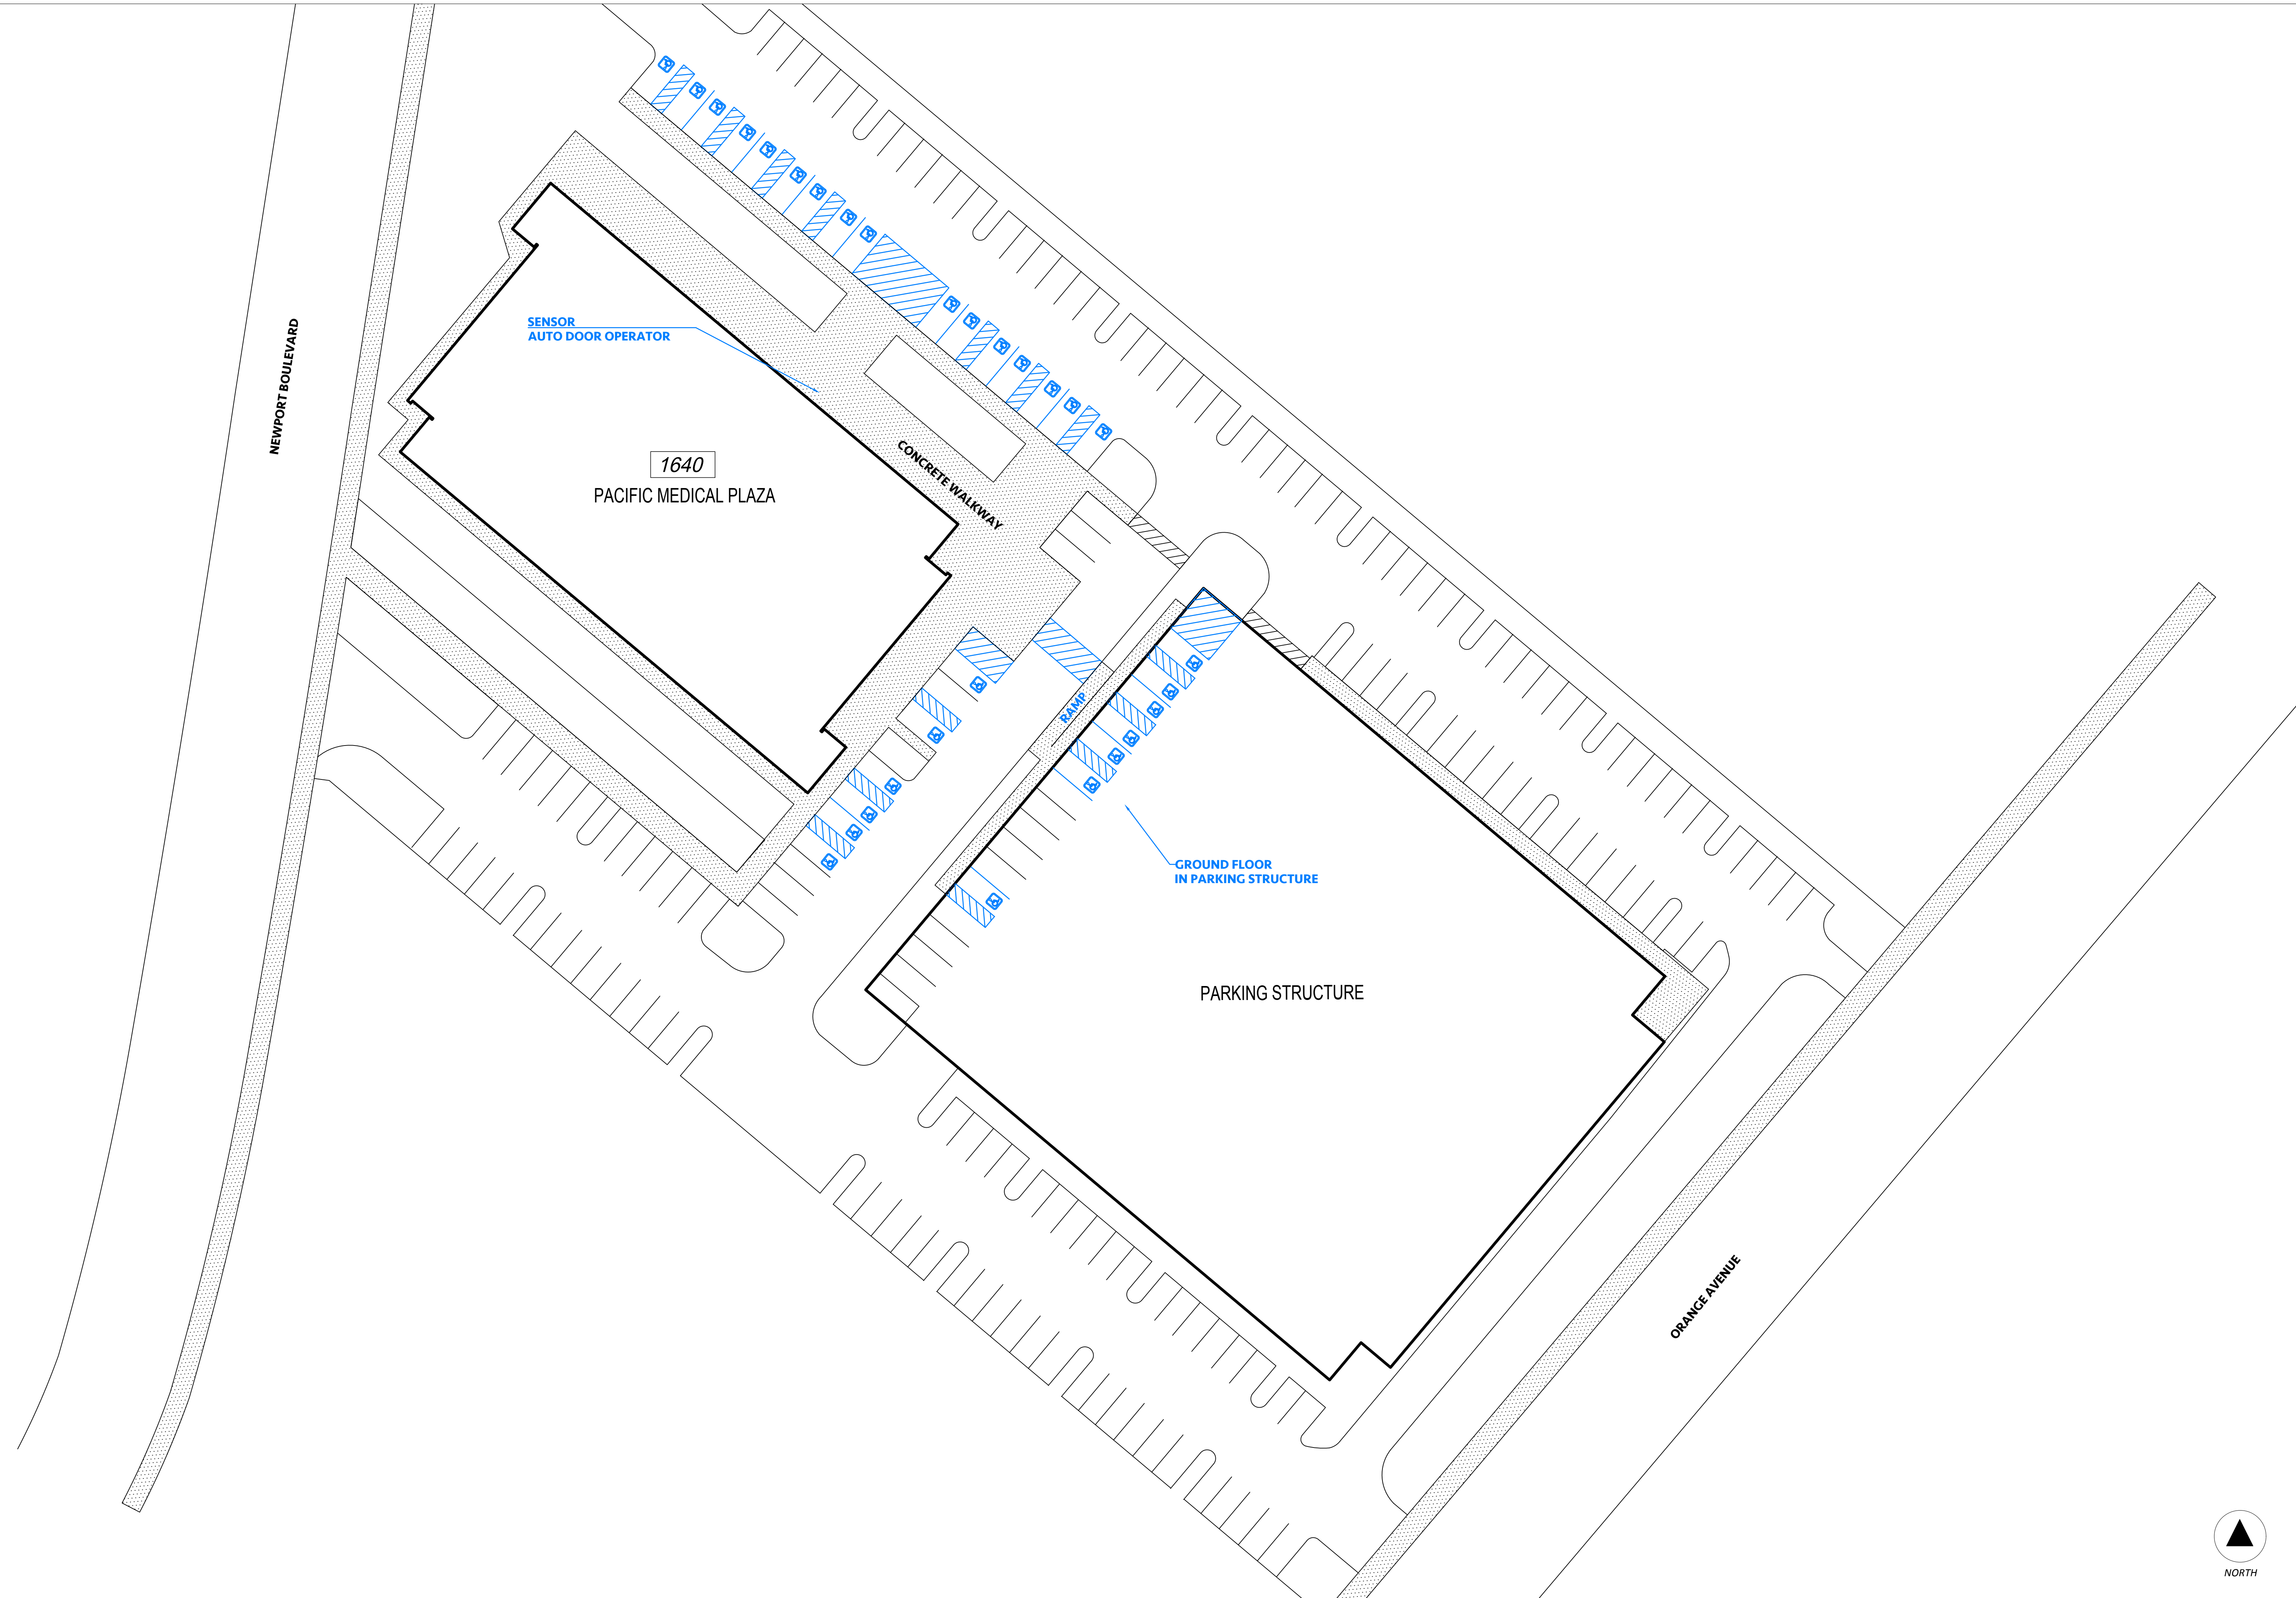 NEWPORT BOULEVARD
SENSOR
AUTO DOOR OPERATOR
1640
PACIFIC MEDICAL PLAZA
CONCRETE WALKWAY
RAMP
GROUND FLOOR
IN PARKING STRUCTURE
PARKING STRUCTURE
ORANGE AVENUE
NORTH